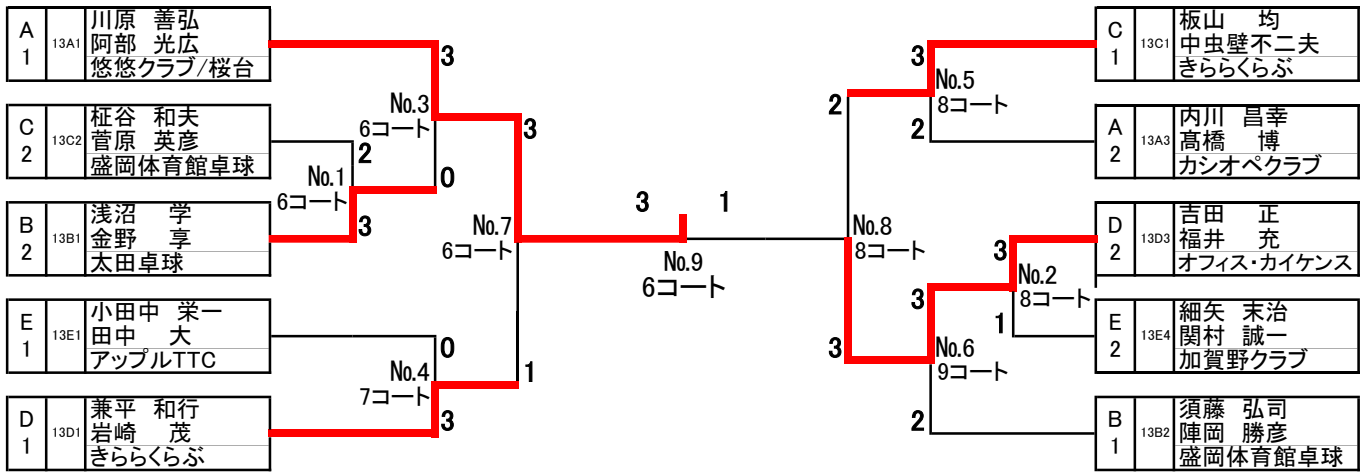 A
1
13A1
川原 善弘
阿部 光広
悠悠クラブ/桜台
C
2
13C2
柾谷 和夫
菅原 英彦
盛岡体育館卓球
B
2
13B1
浅沼 学
金野 享
太田卓球
E
1
13E1
小田中 栄一
田中 大
アップルTTC
D
1
13D1
兼平 和行
岩崎 茂
きららくらぶ
3
No.3
6コート
2
No.1
6コート
0
3
3
No.7
6コート
0
No.4
7コート
1
3
3
1
No.9
6コート
2
3
No.5
8コート
2
No.8
8コート
3
3
No.2
8コート
3
1
No.6
9コート
2
C
1
13C1
板山 均
中虫壁不二夫
きららくらぶ
A
2
13A3
内川 昌幸
髙橋 博
カシオペクラブ
D
2
13D3
吉田 正
福井 充
オフィス・カイケンス
E
2
13E4
細矢 末治
関村 誠一
加賀野クラブ
B
1
13B2
須藤 弘司
陣岡 勝彦
盛岡体育館卓球